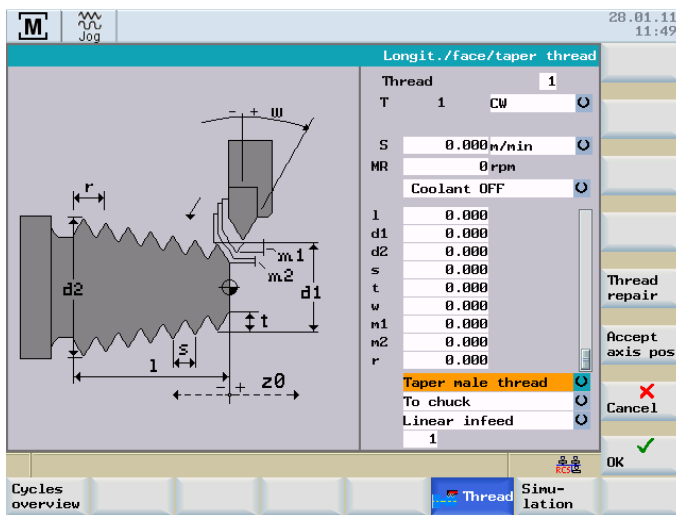 M
Jog
28.01.11
11:49
Longit./face/taper thread
Thread 1
T 1 CW
S 0.000 m/min
MR 0 rpm
Coolant OFF
l 0.000
d1 0.000
d2 0.000
s 0.000
t 0.000
w 0.000
m1 0.000
m2 0.000
r 0.000
Taper male thread
To chuck
Linear infeed
1
- + w
r
m1
m2
d2
d1
t
s
l
- + z0
Thread
repair
Accept
axis pos
Cancel
OK
RCS
Cycles
overview
Thread
Simu-
lation